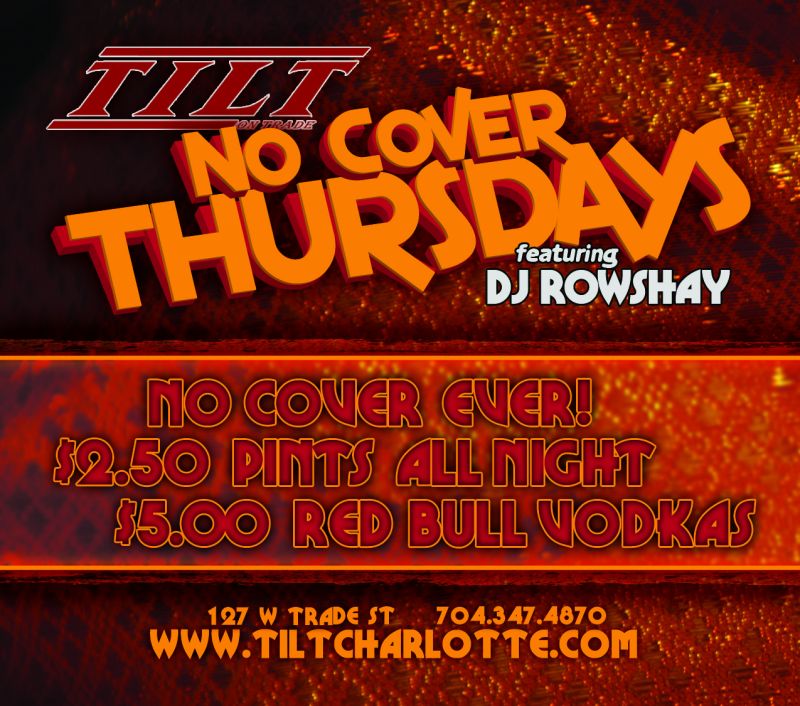 TILT
ON TRADE
NO COVER
THURSDAYS
featuring
DJ ROWSHAY
NO COVER EVER!
$2.50 PINTS ALL NIGHT
$5.00 RED BULL VODKAS
127 W TRADE ST 704.347.4870
WWW.TILTCHARLOTTE.COM